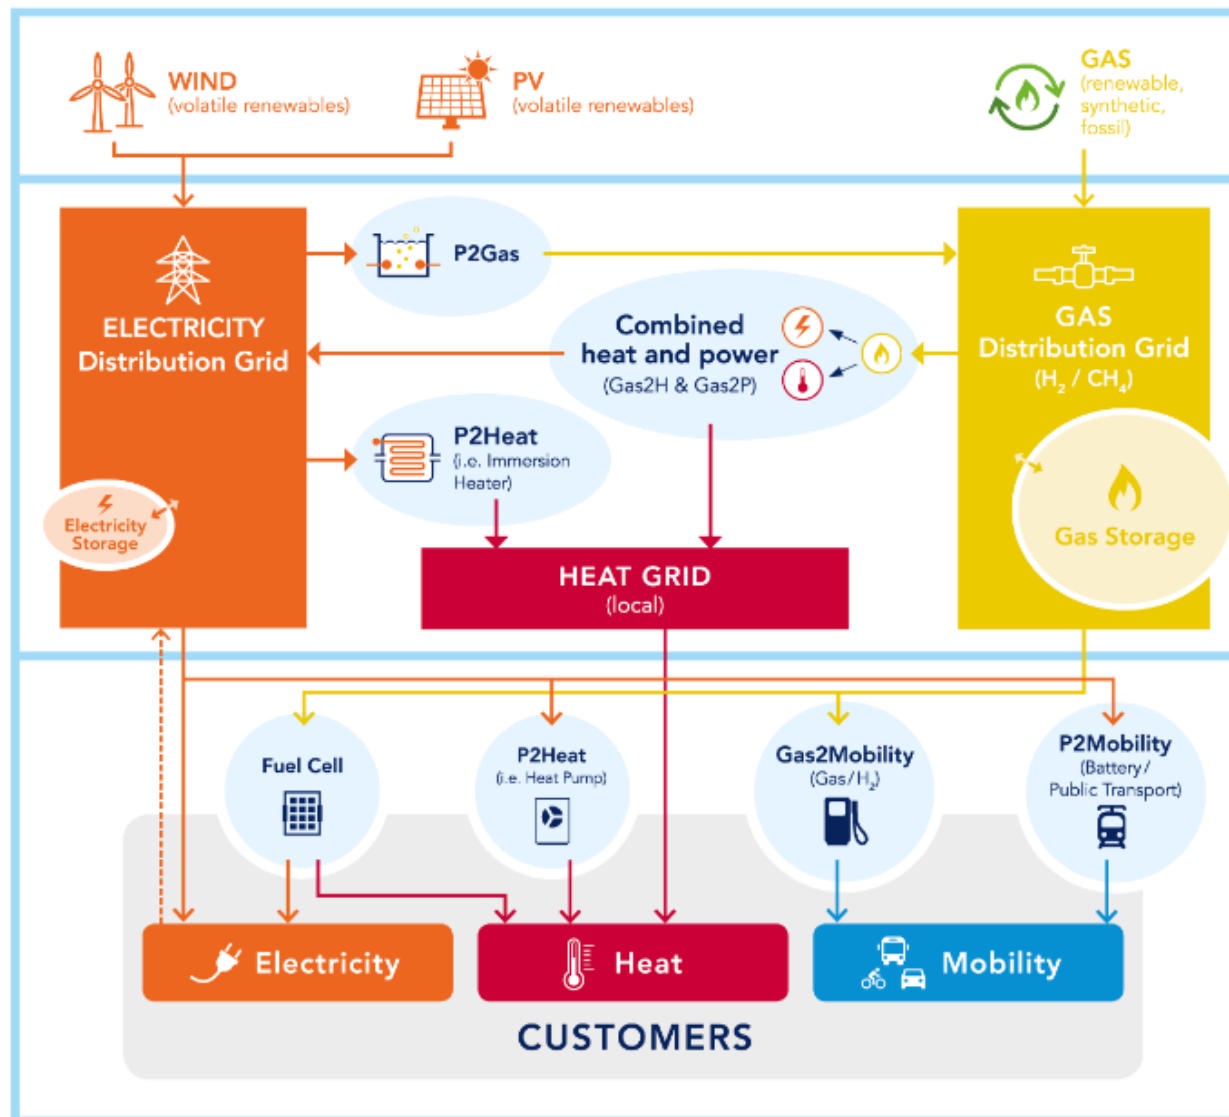 WIND
(volatile renewables)
PV
(volatile renewables)
GAS
(renewable,
synthetic,
fossil)
ELECTRICITY
Distribution Grid
P2Gas
Combined
heat and power
(Gas2H & Gas2P)
GAS
Distribution Grid
(H₂ / CH₄)
P2Heat
(i.e. Immersion
Heater)
Electricity
Storage
Gas Storage
HEAT GRID
(local)
Fuel Cell
P2Heat
(i.e. Heat Pump)
Gas2Mobility
(Gas/H₂)
P2Mobility
(Battery/
Public Transport)
Electricity
Heat
Mobility
CUSTOMERS